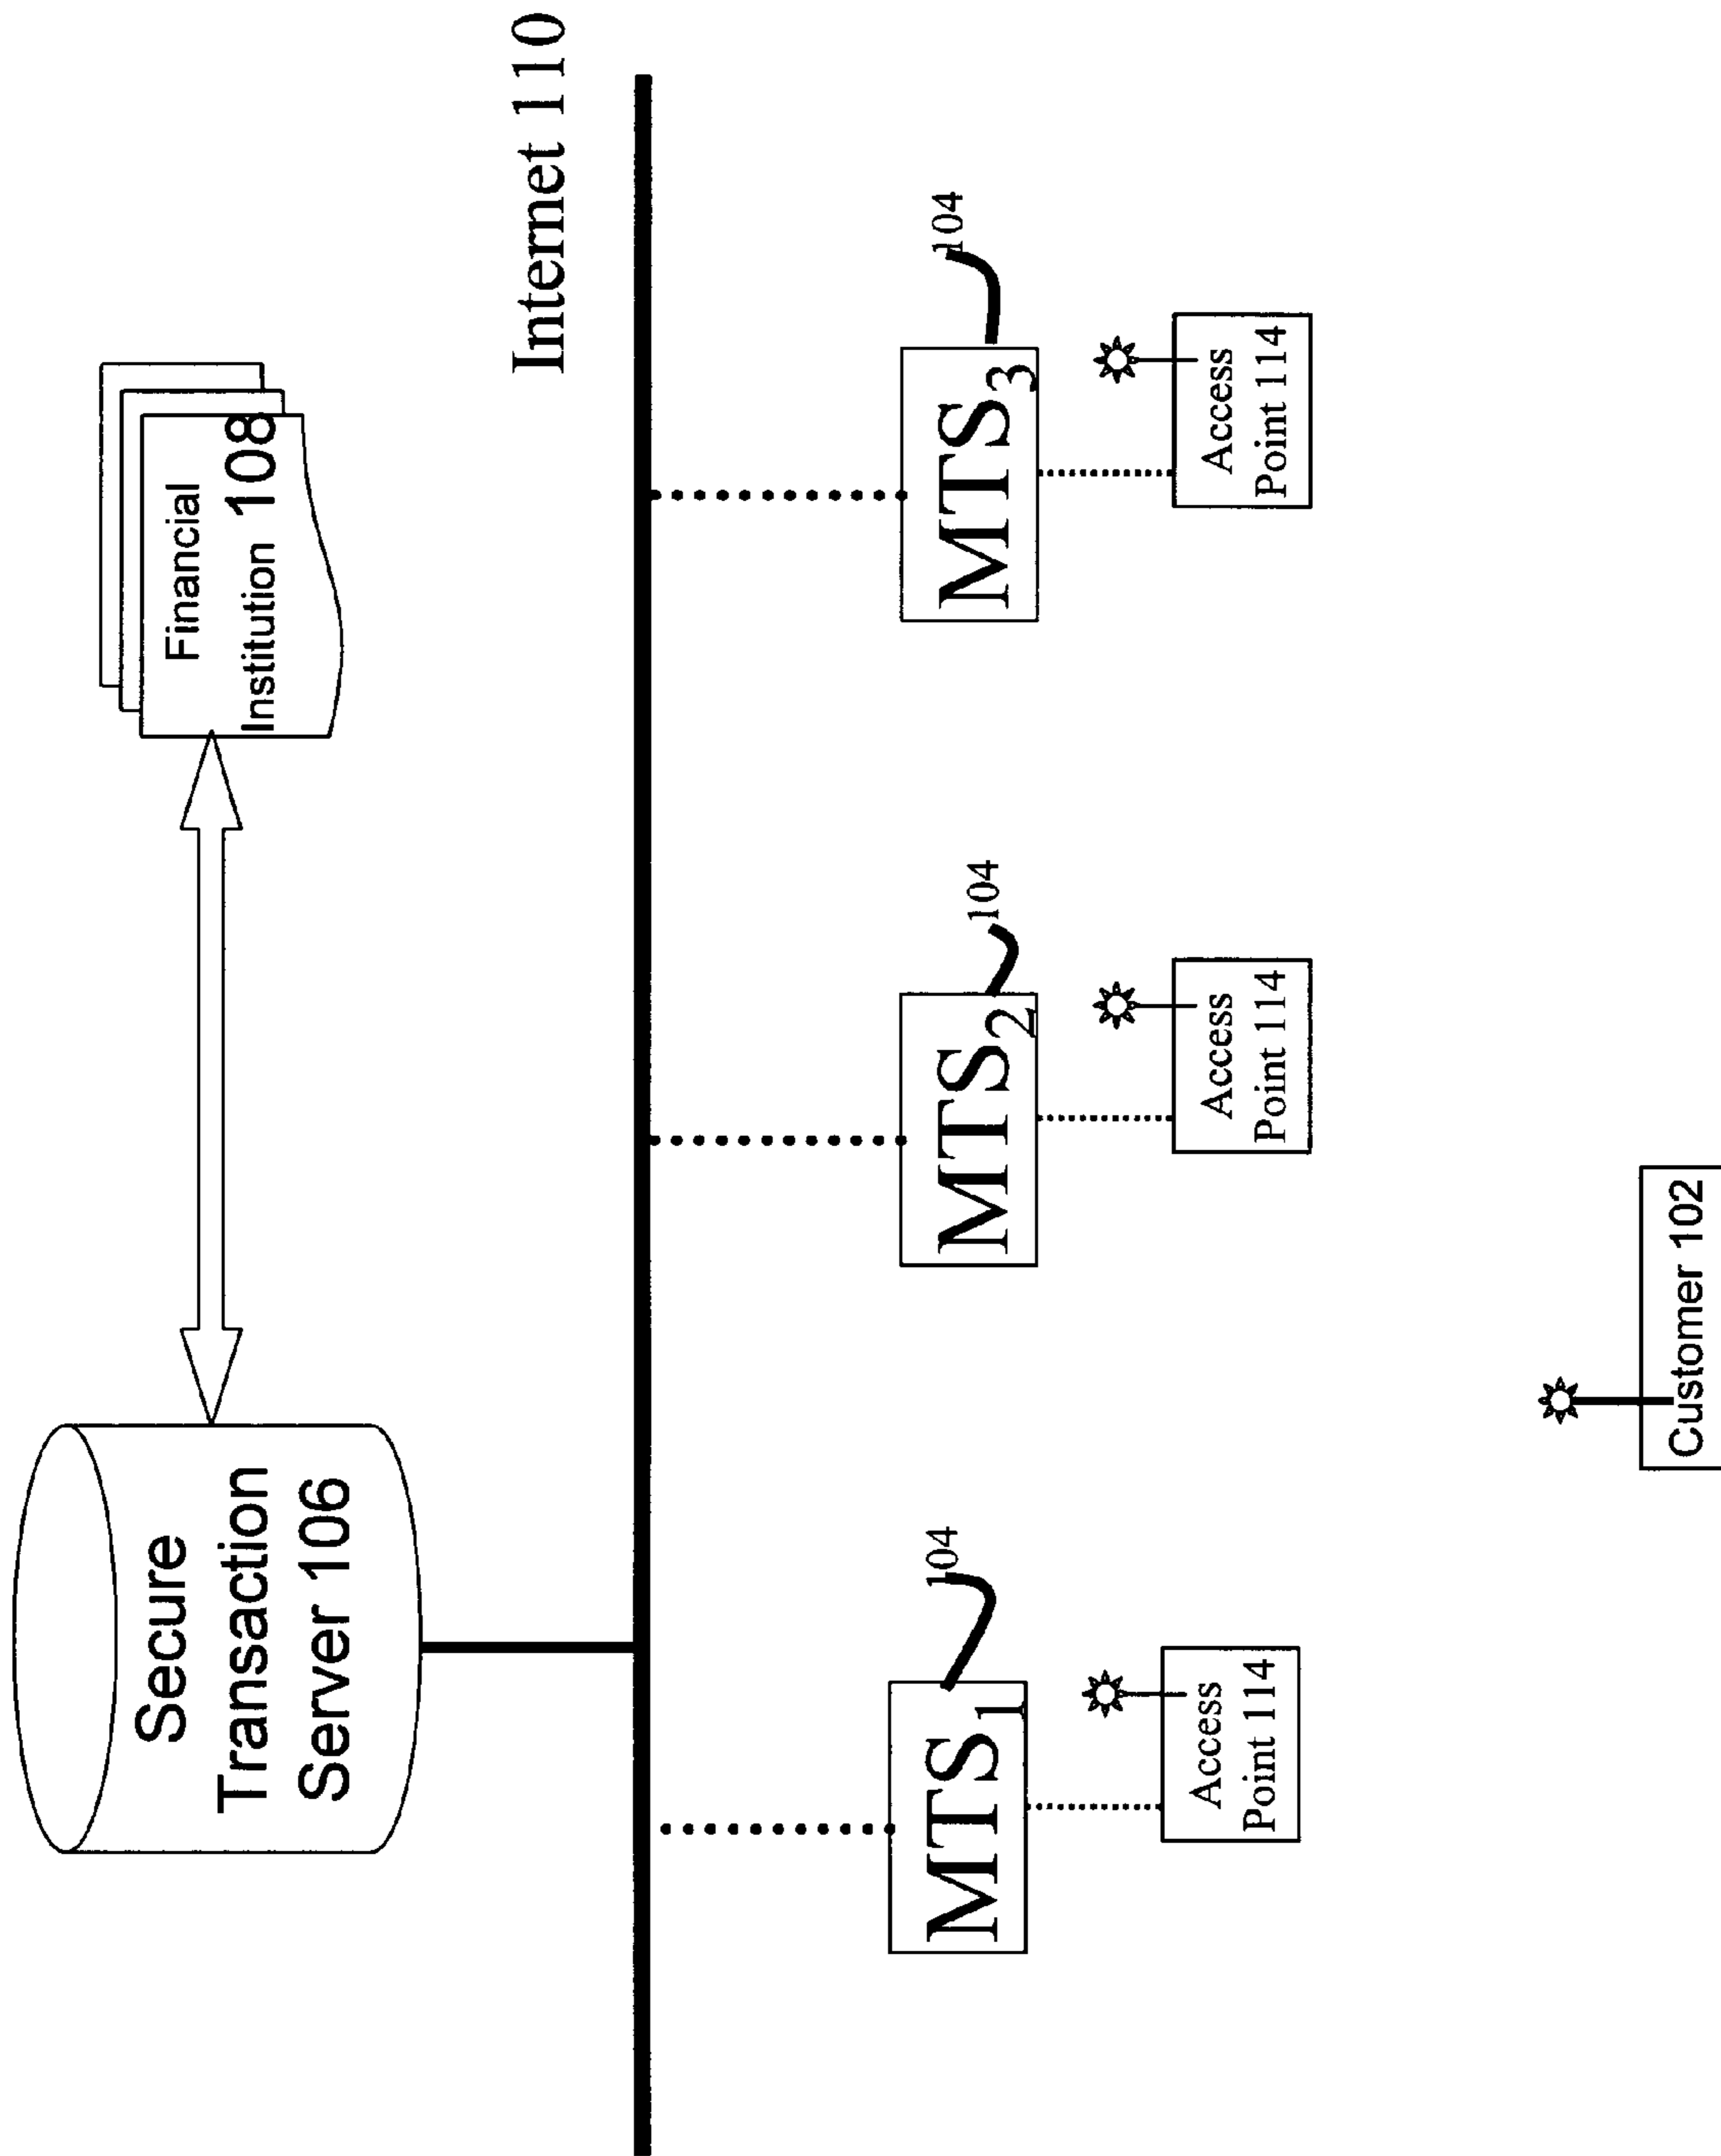 Secure
Transaction
Server 106
Financial
Institution 108
Internet 110
MTS1
104
MTS2
104
MTS3
104
Access
Point 114
Access
Point 114
Access
Point 114
Customer 102